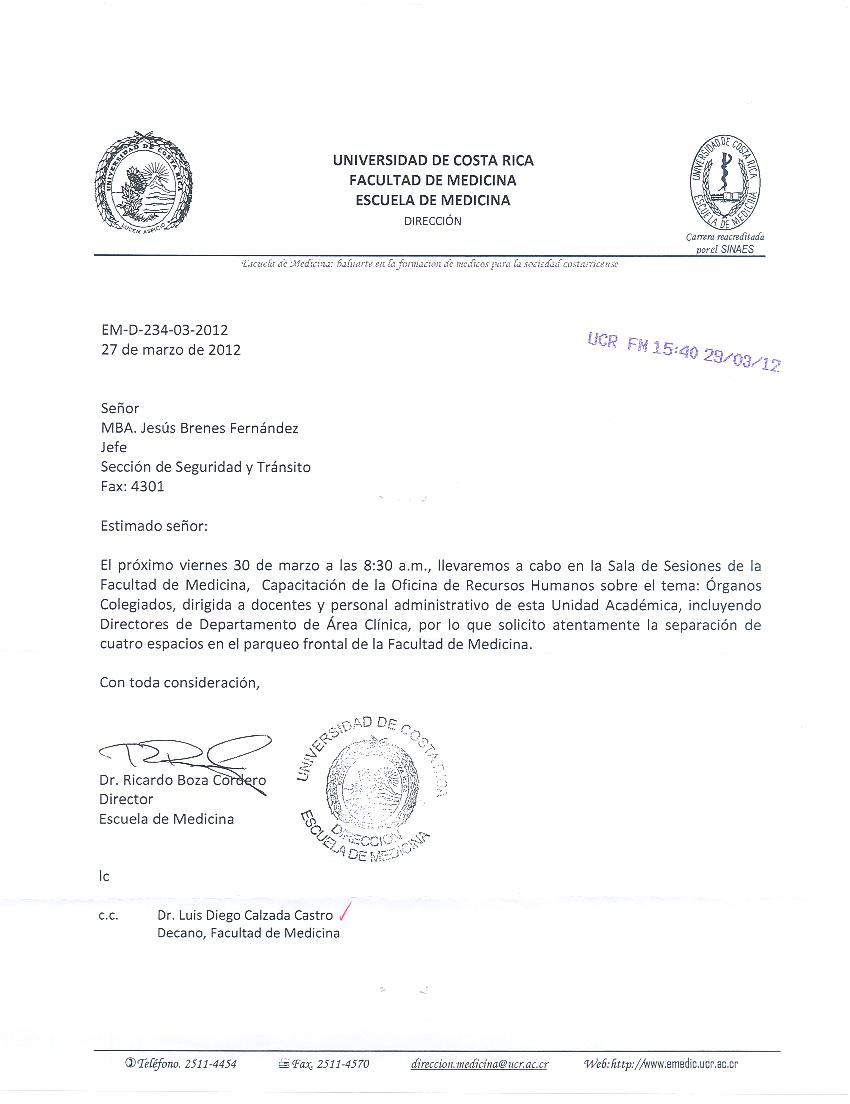 UNIVERSIDAD DE COSTA RICA
LUCEM ASPICIO
UNIVERSIDAD DE COSTA RICA
FACULTAD DE MEDICINA
ESCUELA DE MEDICINA
DIRECCIÓN
UNIVERSIDAD DE COSTA RICA
ESCUELA DE MEDICINA
Carrera reacreditada
por el SINAES
Escuela de Medicina: baluarte en la formación de médicos para la sociedad costarricense
EM-D-234-03-2012
27 de marzo de 2012
UCR FM 15:40 29/03/12
Señor
MBA. Jesús Brenes Fernández
Jefe
Sección de Seguridad y Tránsito
Fax: 4301
Estimado señor:
El próximo viernes 30 de marzo a las 8:30 a.m., llevaremos a cabo en la Sala de Sesiones de la
Facultad de Medicina, Capacitación de la Oficina de Recursos Humanos sobre el tema: Órganos
Colegiados, dirigida a docentes y personal administrativo de esta Unidad Académica, incluyendo
Directores de Departamento de Área Clínica, por lo que solicito atentamente la separación de
cuatro espacios en el parqueo frontal de la Facultad de Medicina.
Con toda consideración,
Dr. Ricardo Boza Cordero
Director
Escuela de Medicina
UNIVERSIDAD DE COSTA RICA
DIRECCION
ESCUELA DE MEDICINA
lc
c.c. Dr. Luis Diego Calzada Castro
Decano, Facultad de Medicina
Teléfono. 2511-4454 Fax, 2511-4570 direccion.medicina@ucr.ac.cr Web:http://www.emedic.ucr.ac.cr